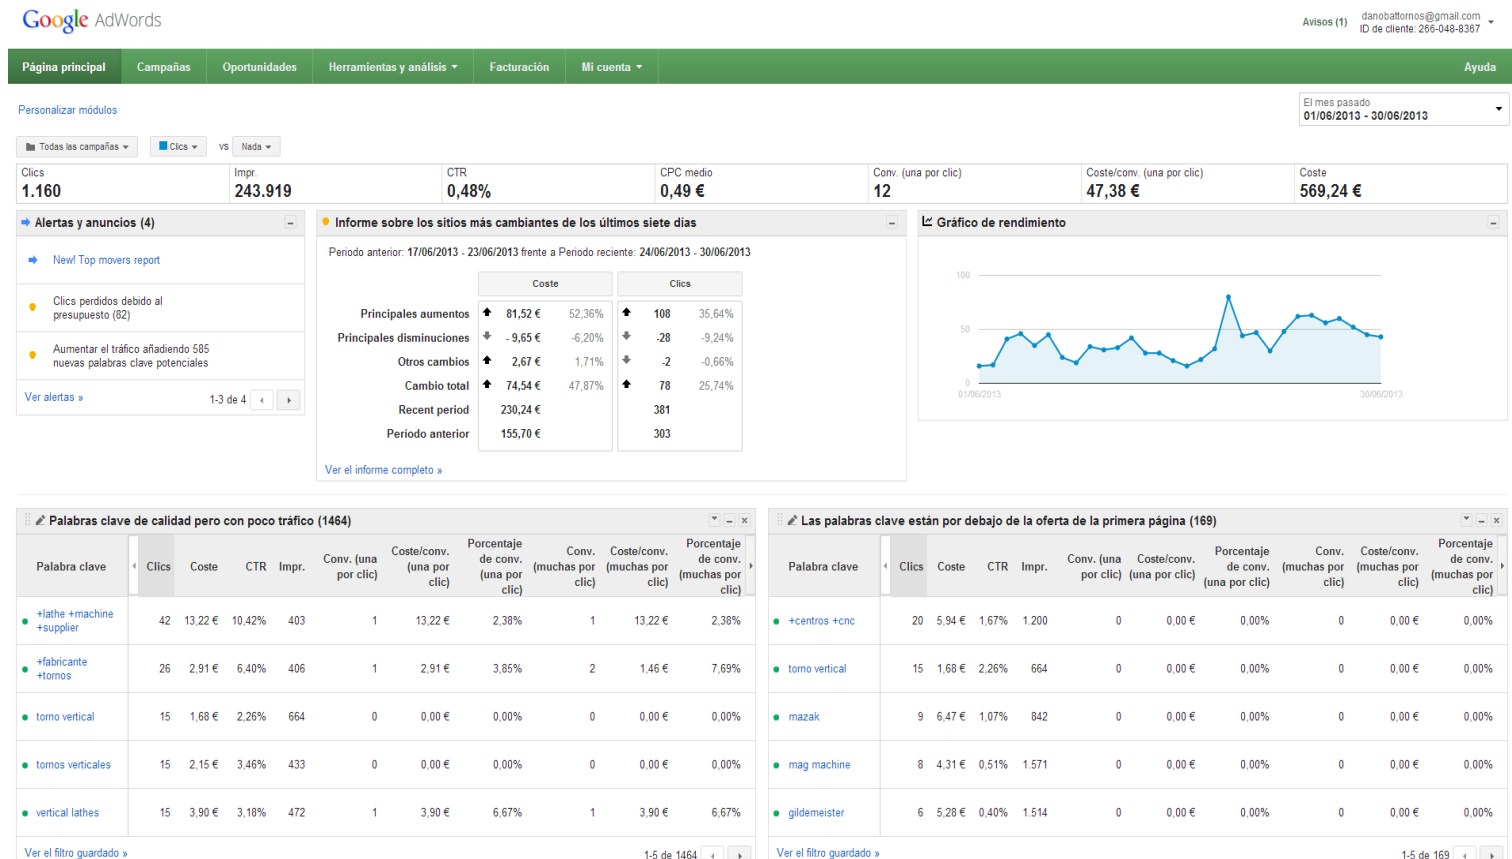 Google AdWords
Avisos (1)
danobattornos@gmail.com
ID de cliente: 266-048-8367
Página principal Campañas Oportunidades Herramientas y análisis Facturación Mi cuenta Ayuda
Personalizar módulos
El mes pasado
01/06/2013 - 30/06/2013
Todas las campañas Clics vs Nada
Clics Impr. CTR CPC medio Conv. (una por clic) Coste/conv. (una por clic) Coste
1.160 243.919 0,48% 0,49 € 12 47,38 € 569,24 €
Alertas y anuncios (4)
New! Top movers report
Clics perdidos debido al
presupuesto (82)
Aumentar el tráfico añadiendo 585
nuevas palabras clave potenciales
Ver alertas »
1-3 de 4
Informe sobre los sitios más cambiantes de los últimos siete días
Periodo anterior: 17/06/2013 - 23/06/2013 frente a Periodo reciente: 24/06/2013 - 30/06/2013
Coste Clics
Principales aumentos 81,52 € 52,36% 108 35,64%
Principales disminuciones - 9,65 € -6,20% -28 -9,24%
Otros cambios 2,67 € 1,71% -2 -0,66%
Cambio total 74,54 € 47,87% 78 25,74%
Recent period 230,24 € 381
Período anterior 155,70 € 303
Ver el informe completo »
Gráfico de rendimiento
100
50
0
01/06/2013 30/06/2013
Palabras clave de calidad pero con poco tráfico (1464)
Palabra clave Clics Coste CTR Impr. Conv. (una por clic) Coste/conv. (una por clic) Porcentaje de conv. (una por clic) Conv. (muchas por clic) Coste/conv. (muchas por clic) Porcentaje de conv. (muchas por clic)
+lathe +machine +supplier 42 13,22 € 10,42% 403 1 13,22 € 2,38% 1 13,22 € 2,38%
+fabricante +tornos 26 2,91 € 6,40% 406 1 2,91 € 3,85% 2 1,46 € 7,69%
torno vertical 15 1,68 € 2,26% 664 0 0,00 € 0,00% 0 0,00 € 0,00%
tornos verticales 15 2,15 € 3,46% 433 0 0,00 € 0,00% 0 0,00 € 0,00%
vertical lathes 15 3,90 € 3,18% 472 1 3,90 € 6,67% 1 3,90 € 6,67%
Ver el filtro guardado »
1-5 de 1464
Las palabras clave están por debajo de la oferta de la primera página (169)
Palabra clave Clics Coste CTR Impr. Conv. (una por clic) Coste/conv. (una por clic) Porcentaje de conv. (una por clic) Conv. (muchas por clic) Coste/conv. (muchas por clic) Porcentaje de conv. (muchas por clic)
+centros +cnc 20 5,94 € 1,67% 1.200 0 0,00 € 0,00% 0 0,00 € 0,00%
torno vertical 15 1,68 € 2,26% 664 0 0,00 € 0,00% 0 0,00 € 0,00%
mazak 9 6,47 € 1,07% 842 0 0,00 € 0,00% 0 0,00 € 0,00%
mag machine 8 4,31 € 0,51% 1.571 0 0,00 € 0,00% 0 0,00 € 0,00%
gildemeister 6 5,28 € 0,40% 1.514 0 0,00 € 0,00% 0 0,00 € 0,00%
Ver el filtro guardado »
1-5 de 169